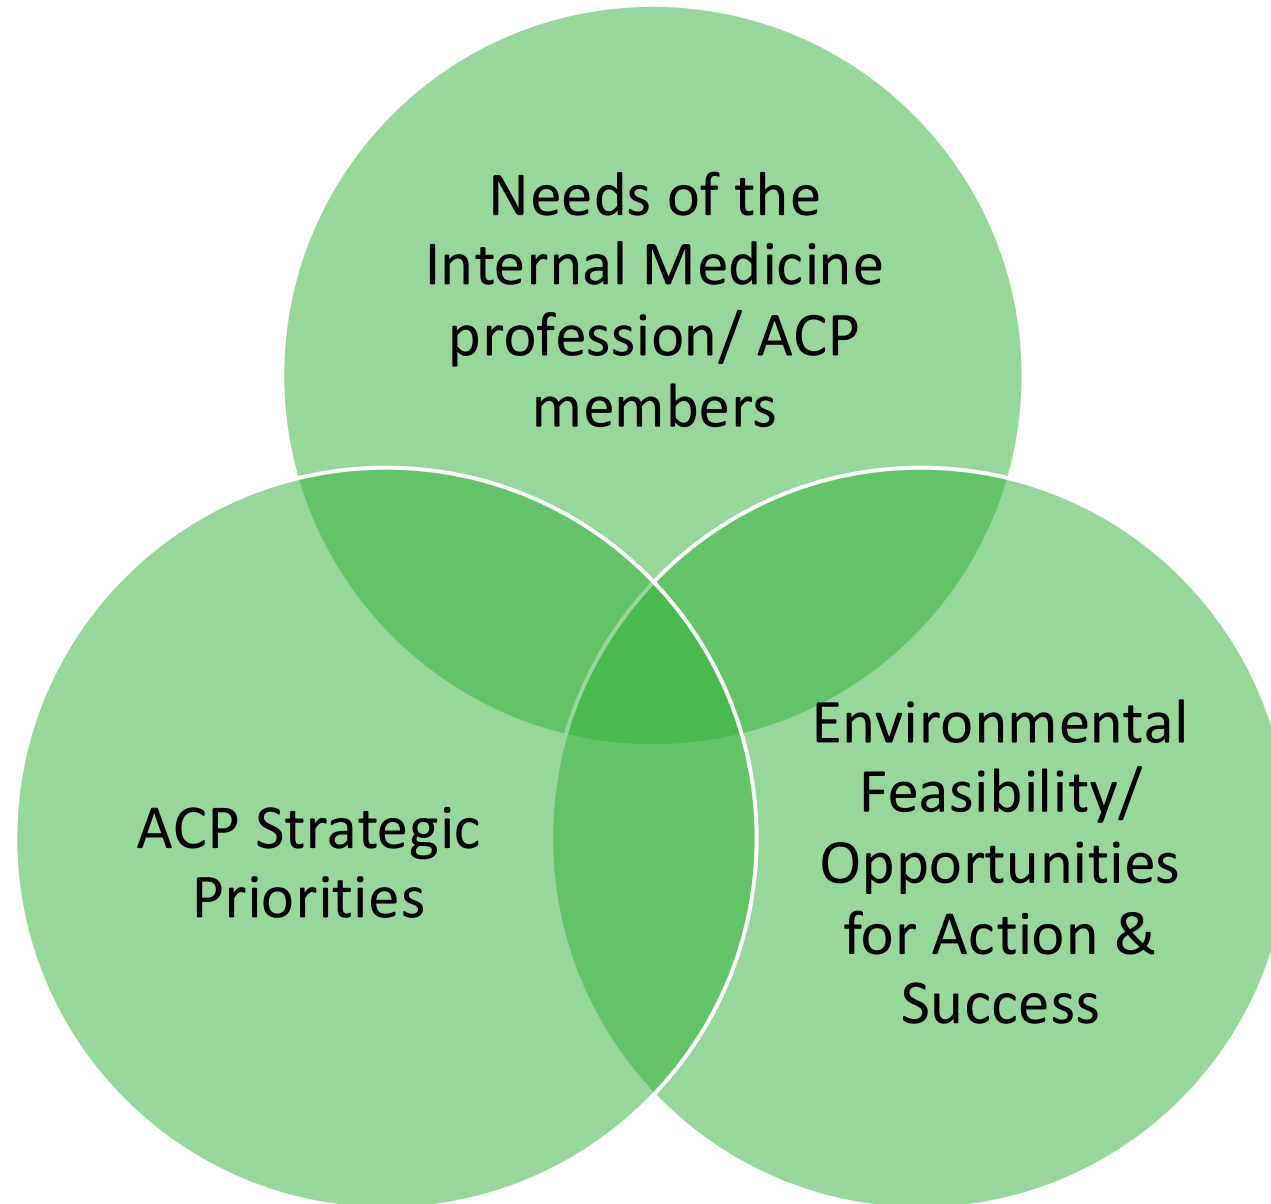 Needs of the
Internal Medicine
profession/ ACP
members
ACP Strategic
Priorities
Environmental
Feasibility/
Opportunities
for Action &
Success